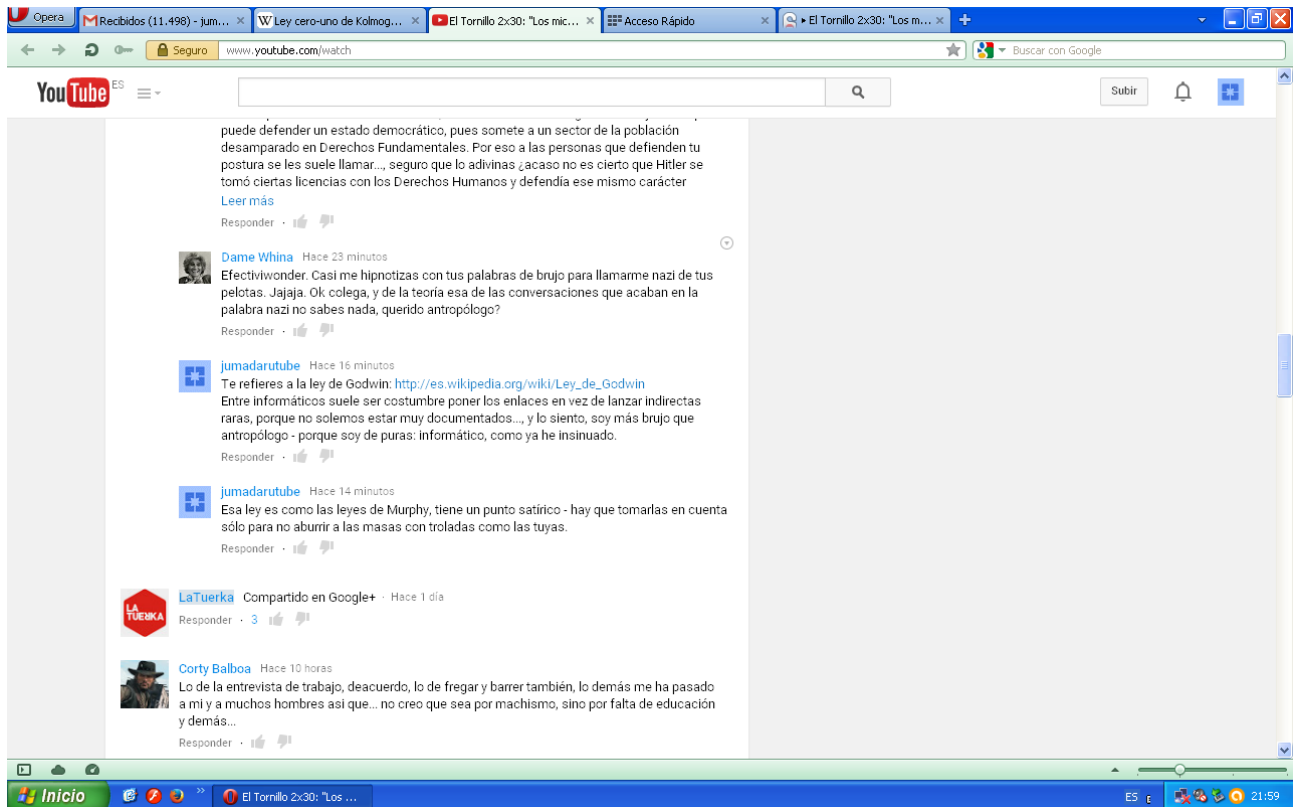 Opera
Recibidos (11.498) - jum...
W Ley cero-uno de Kolmog...
El Tornillo 2x30: "Los mic...
Acceso Rápido
El Tornillo 2x30: "Los m...
Seguro
www.youtube.com/watch
Buscar con Google
YouTube ES
Subir
puede defender un estado democrático, pues somete a un sector de la población
desamparado en Derechos Fundamentales. Por eso a las personas que defienden tu
postura se les suele llamar..., seguro que lo adivinas ¿acaso no es cierto que Hitler se
tomó ciertas licencias con los Derechos Humanos y defendía ese mismo carácter
Leer más
Responder ·
Dame Whina Hace 23 minutos
Efectiviwonder. Casi me hipnotizas con tus palabras de brujo para llamarme nazi de tus
pelotas. Jajaja. Ok colega, y de la teoría esa de las conversaciones que acaban en la
palabra nazi no sabes nada, querido antropólogo?
Responder ·
jumadarutube Hace 16 minutos
Te refieres a la ley de Godwin: http://es.wikipedia.org/wiki/Ley_de_Godwin
Entre informáticos suele ser costumbre poner los enlaces en vez de lanzar indirectas
raras, porque no solemos estar muy documentados..., y lo siento, soy más brujo que
antropólogo - porque soy de puras: informático, como ya he insinuado.
Responder ·
jumadarutube Hace 14 minutos
Esa ley es como las leyes de Murphy, tiene un punto satírico - hay que tomarlas en cuenta
sólo para no aburrir a las masas con troladas como las tuyas.
Responder ·
LA TUERKA
LaTuerka Compartido en Google+ · Hace 1 día
Responder · 3
Corty Balboa Hace 10 horas
Lo de la entrevista de trabajo, deacuerdo, lo de fregar y barrer también, lo demás me ha pasado
a mi y a muchos hombres asi que... no creo que sea por machismo, sino por falta de educación
y demás...
Responder ·
Inicio
El Tornillo 2x30: "Los ...
ES
21:59